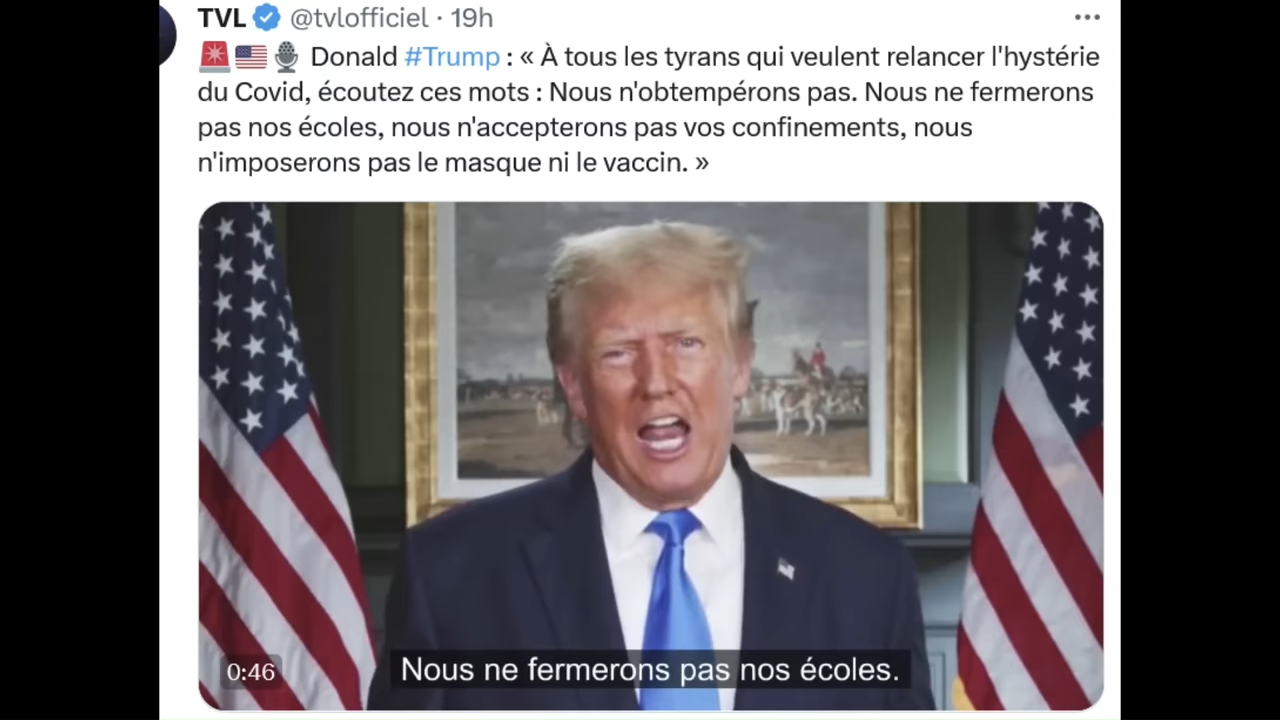 TVL @tvlofficiel · 19h
Donald #Trump : « À tous les tyrans qui veulent relancer l'hystérie
du Covid, écoutez ces mots : Nous n'obtempérons pas. Nous ne fermerons
pas nos écoles, nous n'accepterons pas vos confinements, nous
n'imposerons pas le masque ni le vaccin. »
0:46
Nous ne fermerons pas nos écoles.